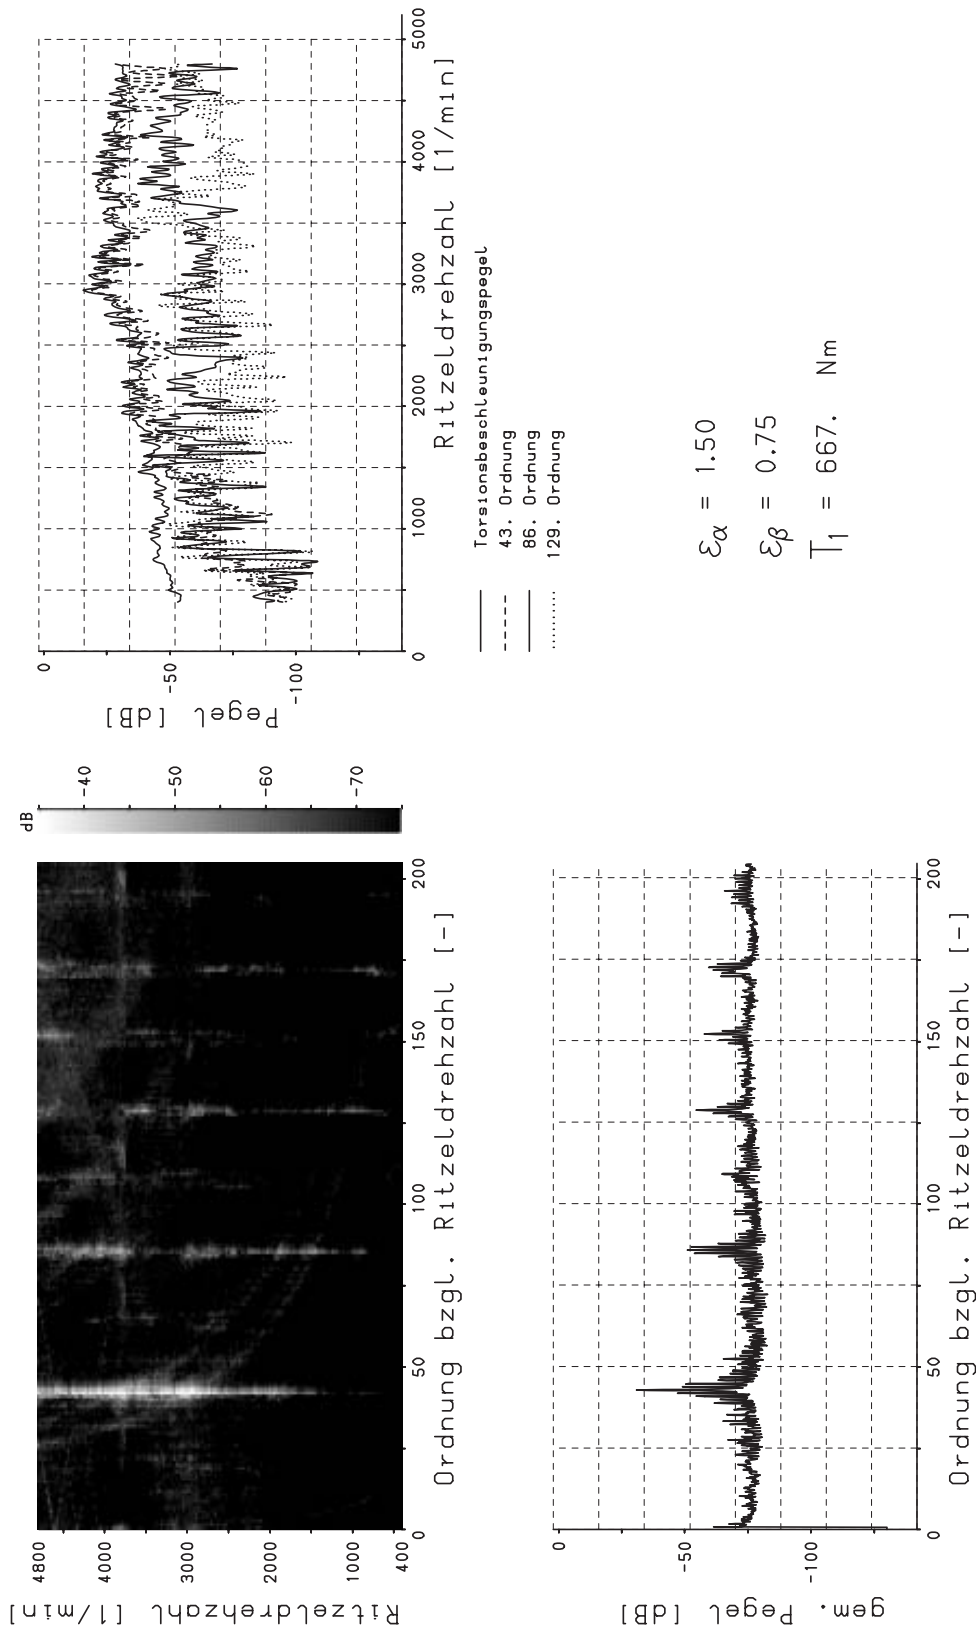 Ritzeldrehzahl [1/min]
4800
4000
3000
2000
1000
400
0
50
100
150
200
Ordnung bzgl. Ritzeldrehzahl [-]
dB
-40
-50
-60
-70
Pegel [dB]
0
-50
-100
0
1000
2000
3000
4000
5000
Ritzeldrehzahl [1/min]
Torsionsbeschleunigungspegel
43. Ordnung
86. Ordnung
129. Ordnung
gem. Pegel [dB]
0
-50
-100
0
50
100
150
200
Ordnung bzgl. Ritzeldrehzahl [-]
εα = 1.50
εβ = 0.75
T1 = 667. Nm